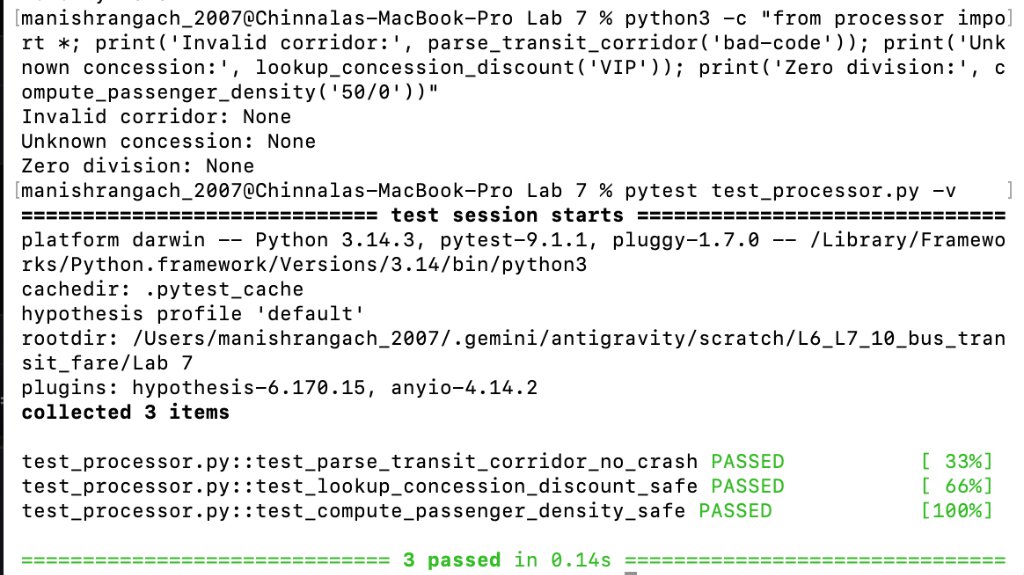 [manishrangach_2007@Chinnalas-MacBook-Pro Lab 7 % python3 -c "from processor impo]
rt *; print('Invalid corridor:', parse_transit_corridor('bad-code')); print('Unk
nown concession:', lookup_concession_discount('VIP')); print('Zero division:', c
ompute_passenger_density('50/0'))"
Invalid corridor: None
Unknown concession: None
Zero division: None
[manishrangach_2007@Chinnalas-MacBook-Pro Lab 7 % pytest test_processor.py -v    ]
============================= test session starts ==============================
platform darwin -- Python 3.14.3, pytest-9.1.1, pluggy-1.7.0 -- /Library/Framewo
rks/Python.framework/Versions/3.14/bin/python3
cachedir: .pytest_cache
hypothesis profile 'default'
rootdir: /Users/manishrangach_2007/.gemini/antigravity/scratch/L6_L7_10_bus_tran
sit_fare/Lab 7
plugins: hypothesis-6.170.15, anyio-4.14.2
collected 3 items
test_processor.py::test_parse_transit_corridor_no_crash PASSED           [ 33%]
test_processor.py::test_lookup_concession_discount_safe PASSED           [ 66%]
test_processor.py::test_compute_passenger_density_safe PASSED            [100%]
============================== 3 passed in 0.14s ===============================